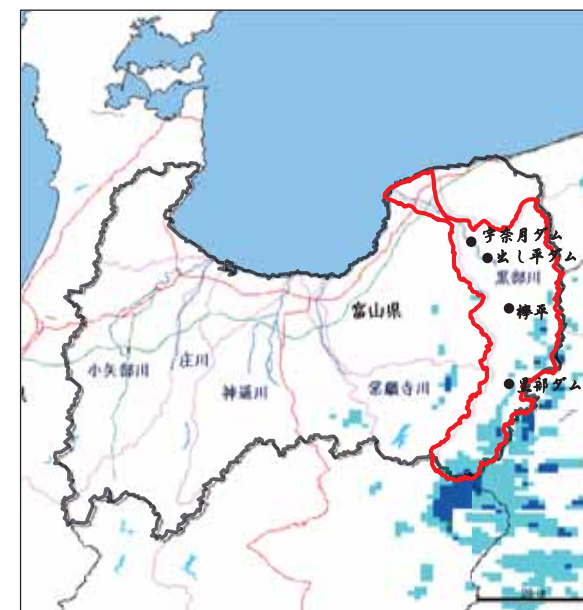 宇奈月ダム
出し平ダム
黒部川
富山県
欅平
小矢部川
庄川
神通川
常願寺川
黒部ダム